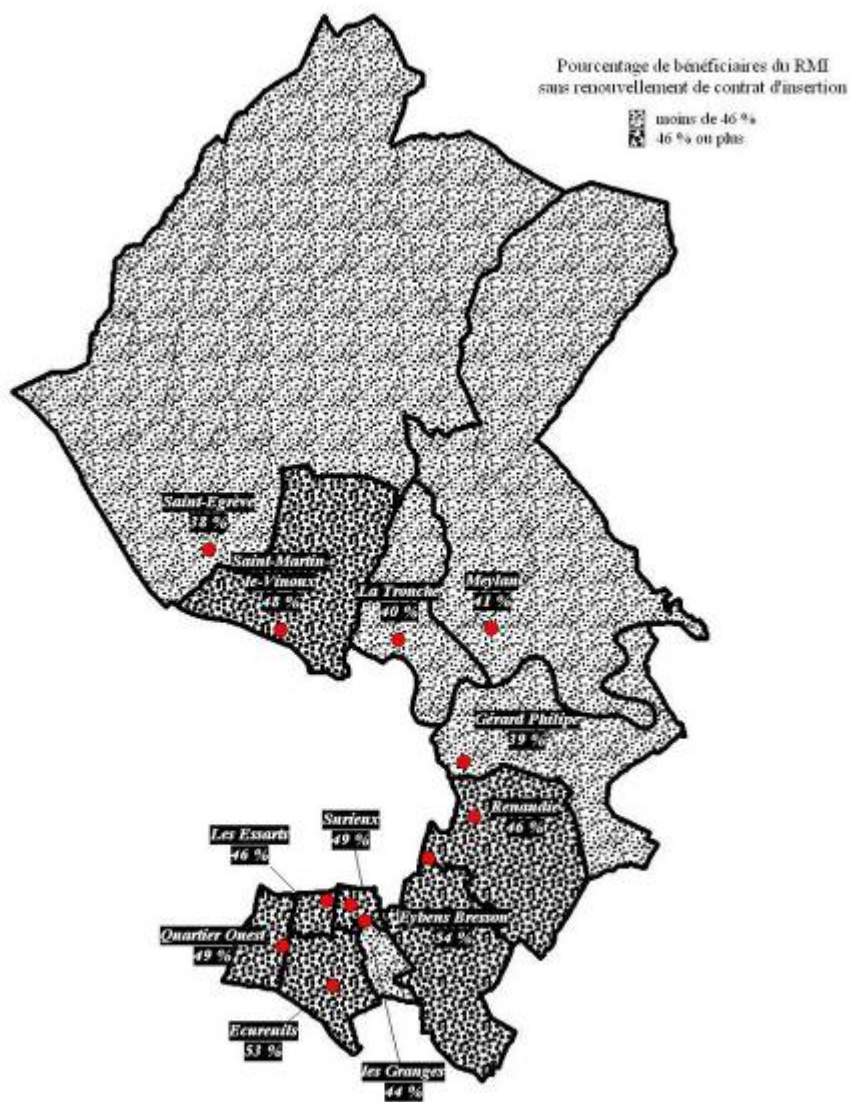 Pourcentage de bénéficiaires du RMI
sans renouvellement de contrat d'insertion
moins de 46 %
46 % ou plus
Saint-Egrève
38 %
Saint-Martin-
le-Vinoux
48 %
La Tronche
40 %
Meylan
41 %
Gérard Philipe
39 %
Renaudie
46 %
Surieux
49 %
Les Essarts
46 %
Eybens Bresson
54 %
Quartier Ouest
49 %
Ecureuils
53 %
les Granges
44 %